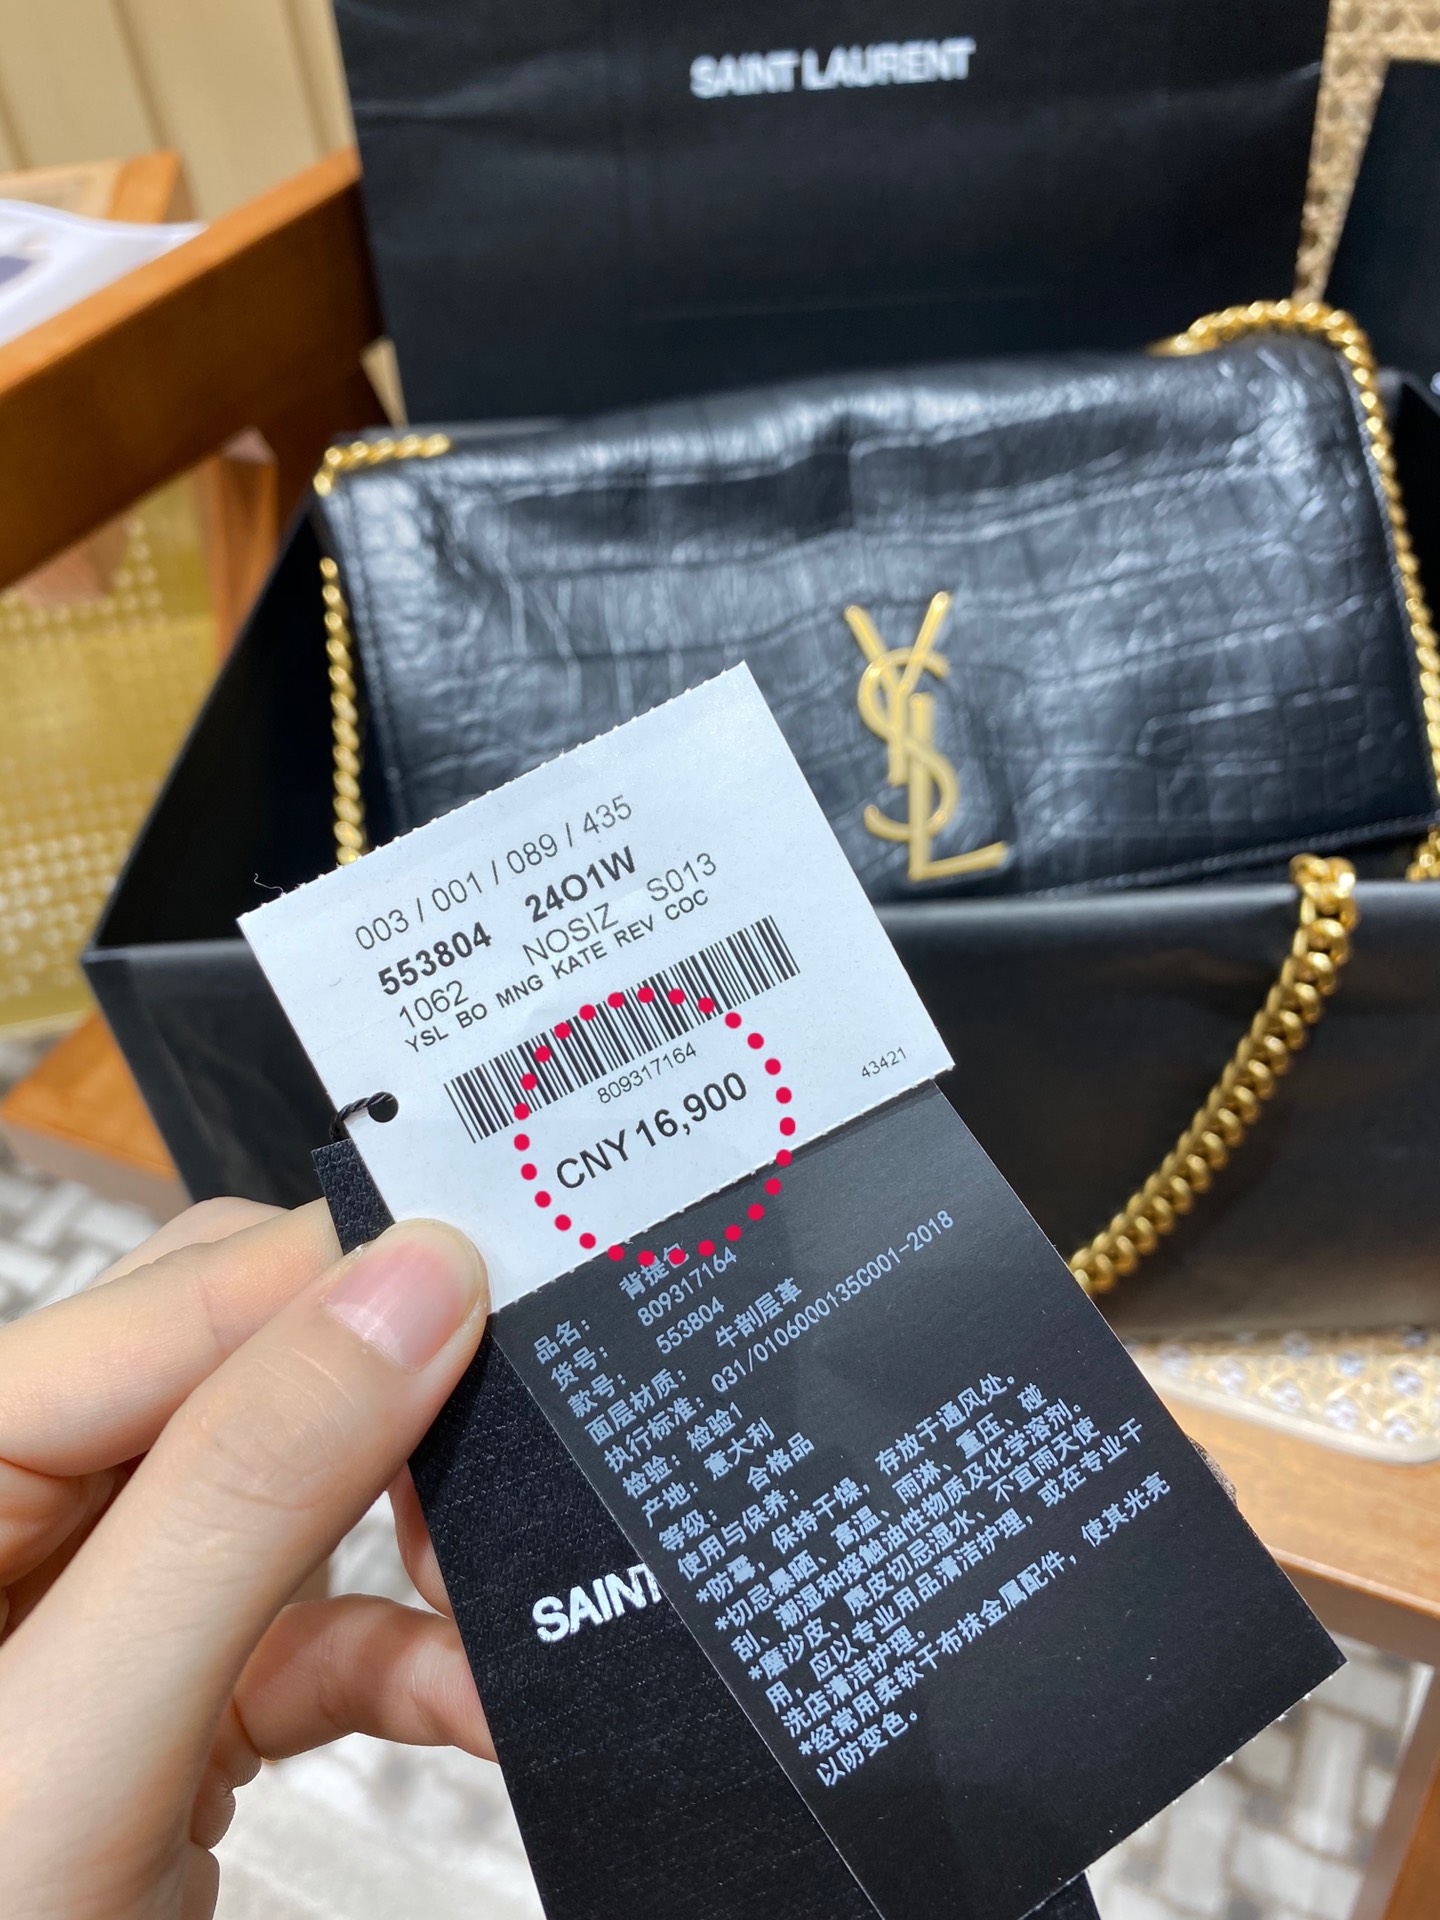 SAINT LAURENT
YSL
003 / 001 / 089 / 435
553804 24O1W
1062 NOSIZ S013
YSL BO MNG KATE REV COC
809317164
43421
CNY 16,900
品名: 背提包
货号: 809317164
款号: 553804
面层材质: 牛剖层革
执行标准: Q31/0106000135C001-2018
检验: 检验1
产地: 意大利
等级: 合格品
使用与保养:
*防霉，保持干燥，存放于通风处。
*切忌暴晒、高温、雨淋、重压、碰
刮、潮湿和接触油性物质及化学溶剂。
*磨沙皮、麂皮切忌湿水、不宜雨天使
用，应以专业用品清洁护理，或在专业干
洗店清洁护理。
*经常用柔软干布抹金属配件，使其光亮
以防变色。
SAINT